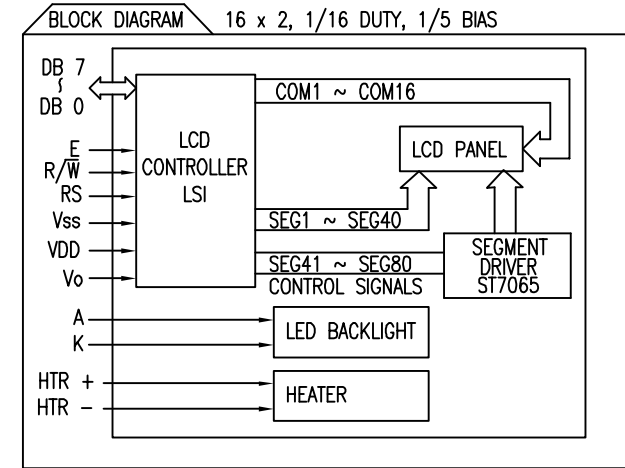 BLOCK DIAGRAM 16 x 2, 1/16 DUTY, 1/5 BIAS
DB 7
∫
DB 0
E
R/W̅
RS
Vss
VDD
Vo
A
K
HTR +
HTR -
LCD
CONTROLLER
LSI
COM1 ~ COM16
LCD PANEL
SEG1 ~ SEG40
SEG41 ~ SEG80
CONTROL SIGNALS
SEGMENT
DRIVER
ST7065
LED BACKLIGHT
HEATER